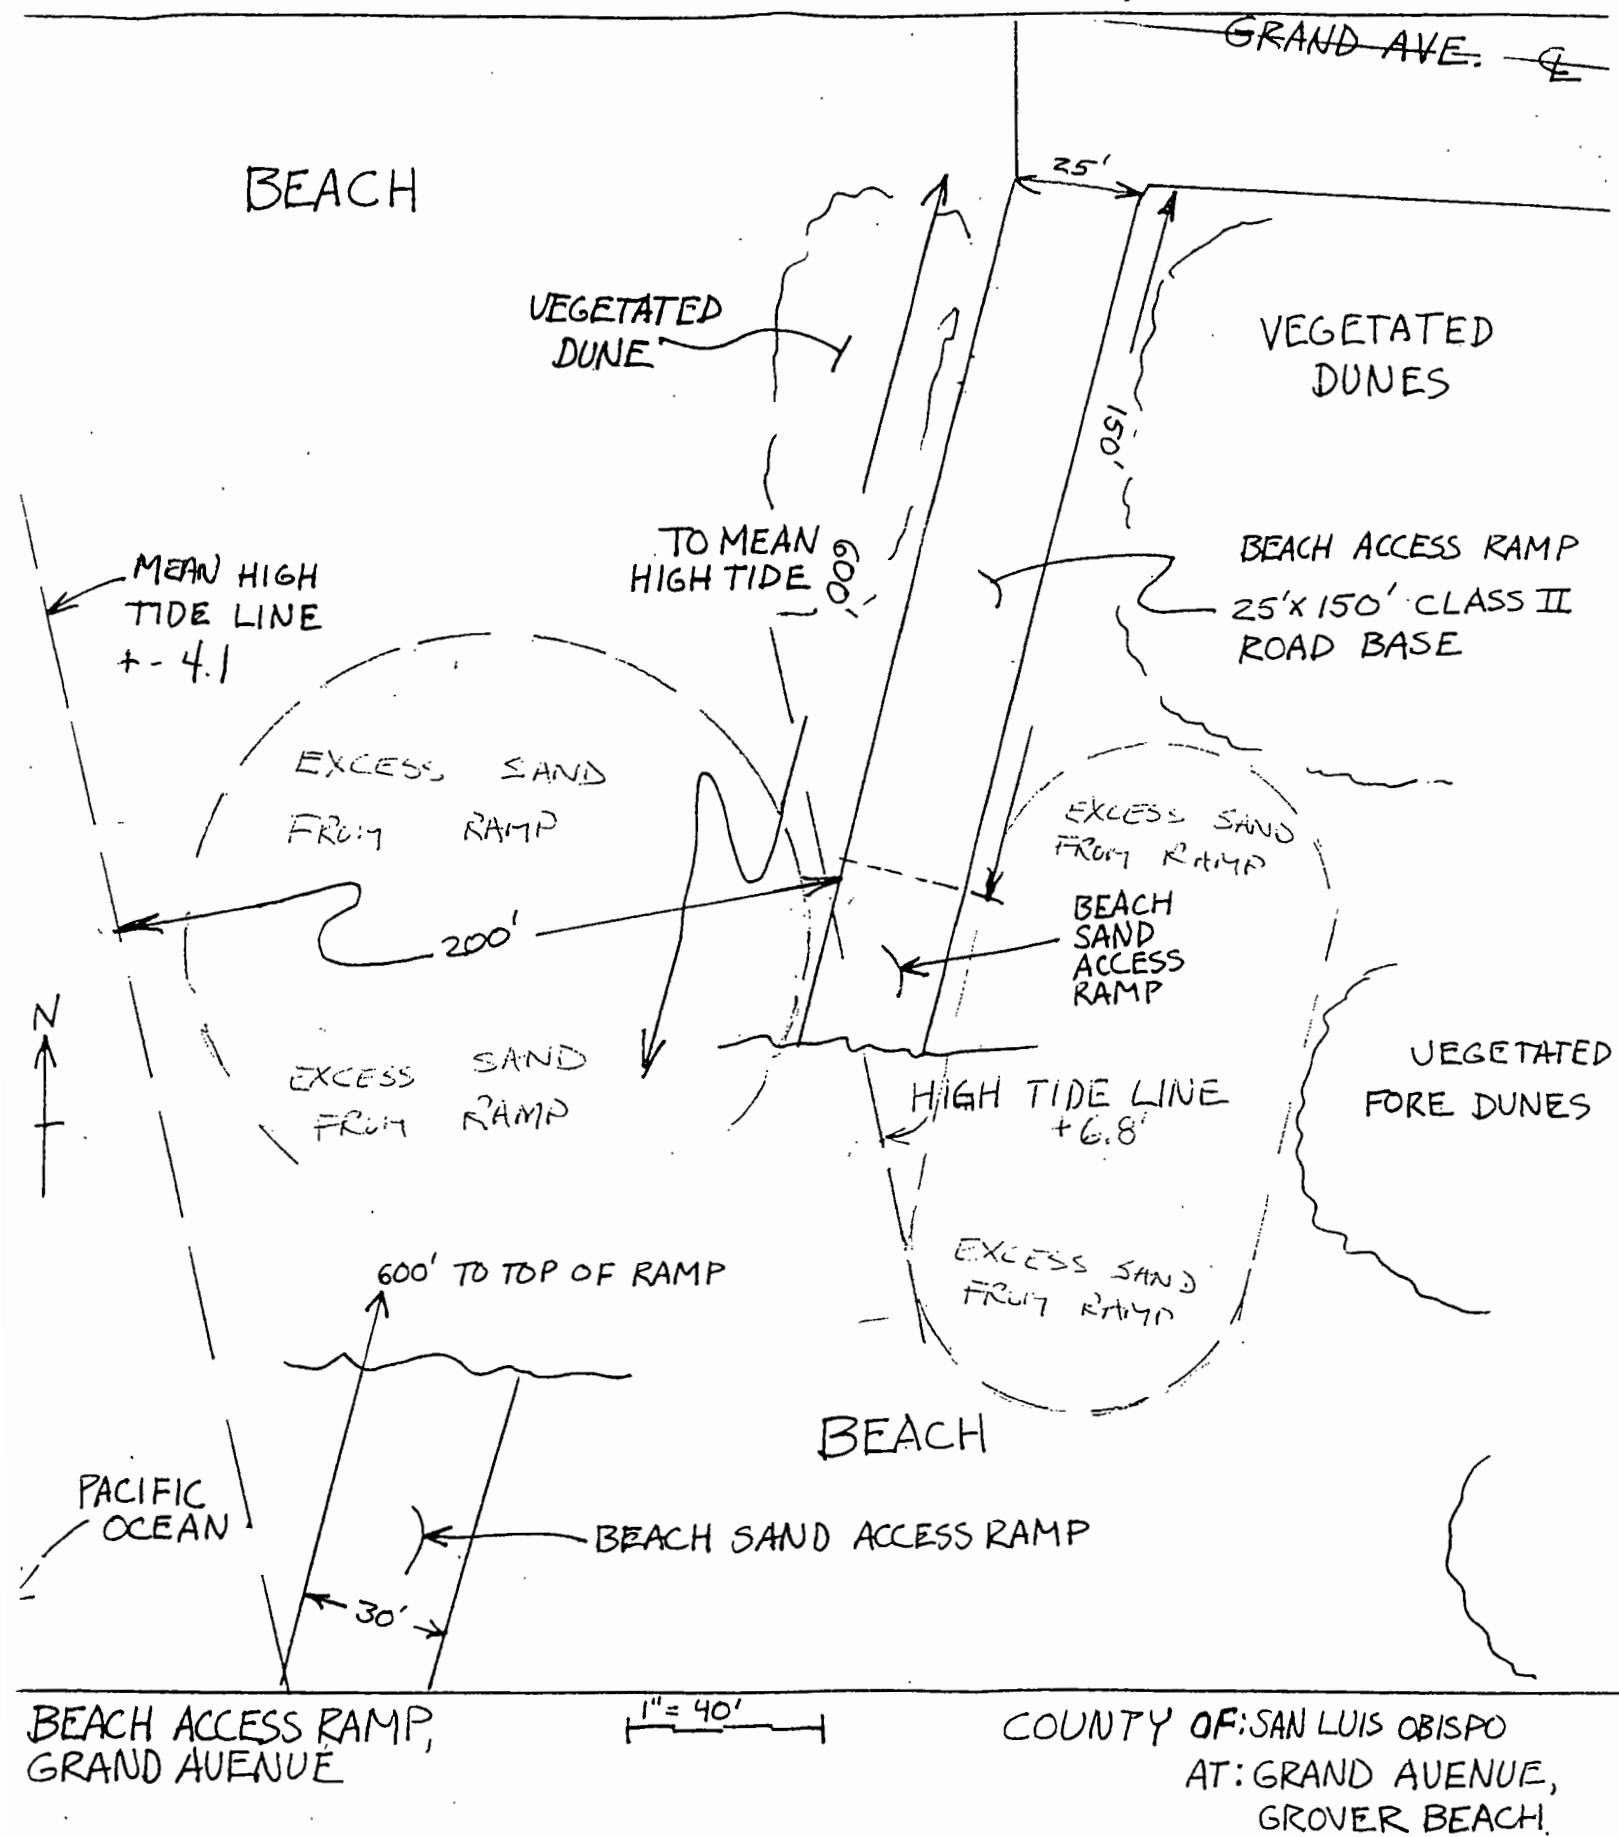 GRAND AVE. ℄
BEACH
25'
VEGETATED
DUNE
VEGETATED
DUNES
150'
TO MEAN
HIGH TIDE
600'
BEACH ACCESS RAMP
25'X150' CLASS II
ROAD BASE
MEAN HIGH
TIDE LINE
+- 4.1
EXCESS SAND
FROM RAMP
EXCESS SAND
FROM RAMP
200'
BEACH
SAND
ACCESS
RAMP
N
EXCESS SAND
FROM RAMP
HIGH TIDE LINE
+6.8'
VEGETATED
FORE DUNES
EXCESS SAND
FROM RAMP
600' TO TOP OF RAMP
BEACH
PACIFIC
OCEAN
BEACH SAND ACCESS RAMP
30'
BEACH ACCESS RAMP,
GRAND AVENUE
1"= 40'
COUNTY OF: SAN LUIS OBISPO
AT: GRAND AVENUE,
GROVER BEACH.